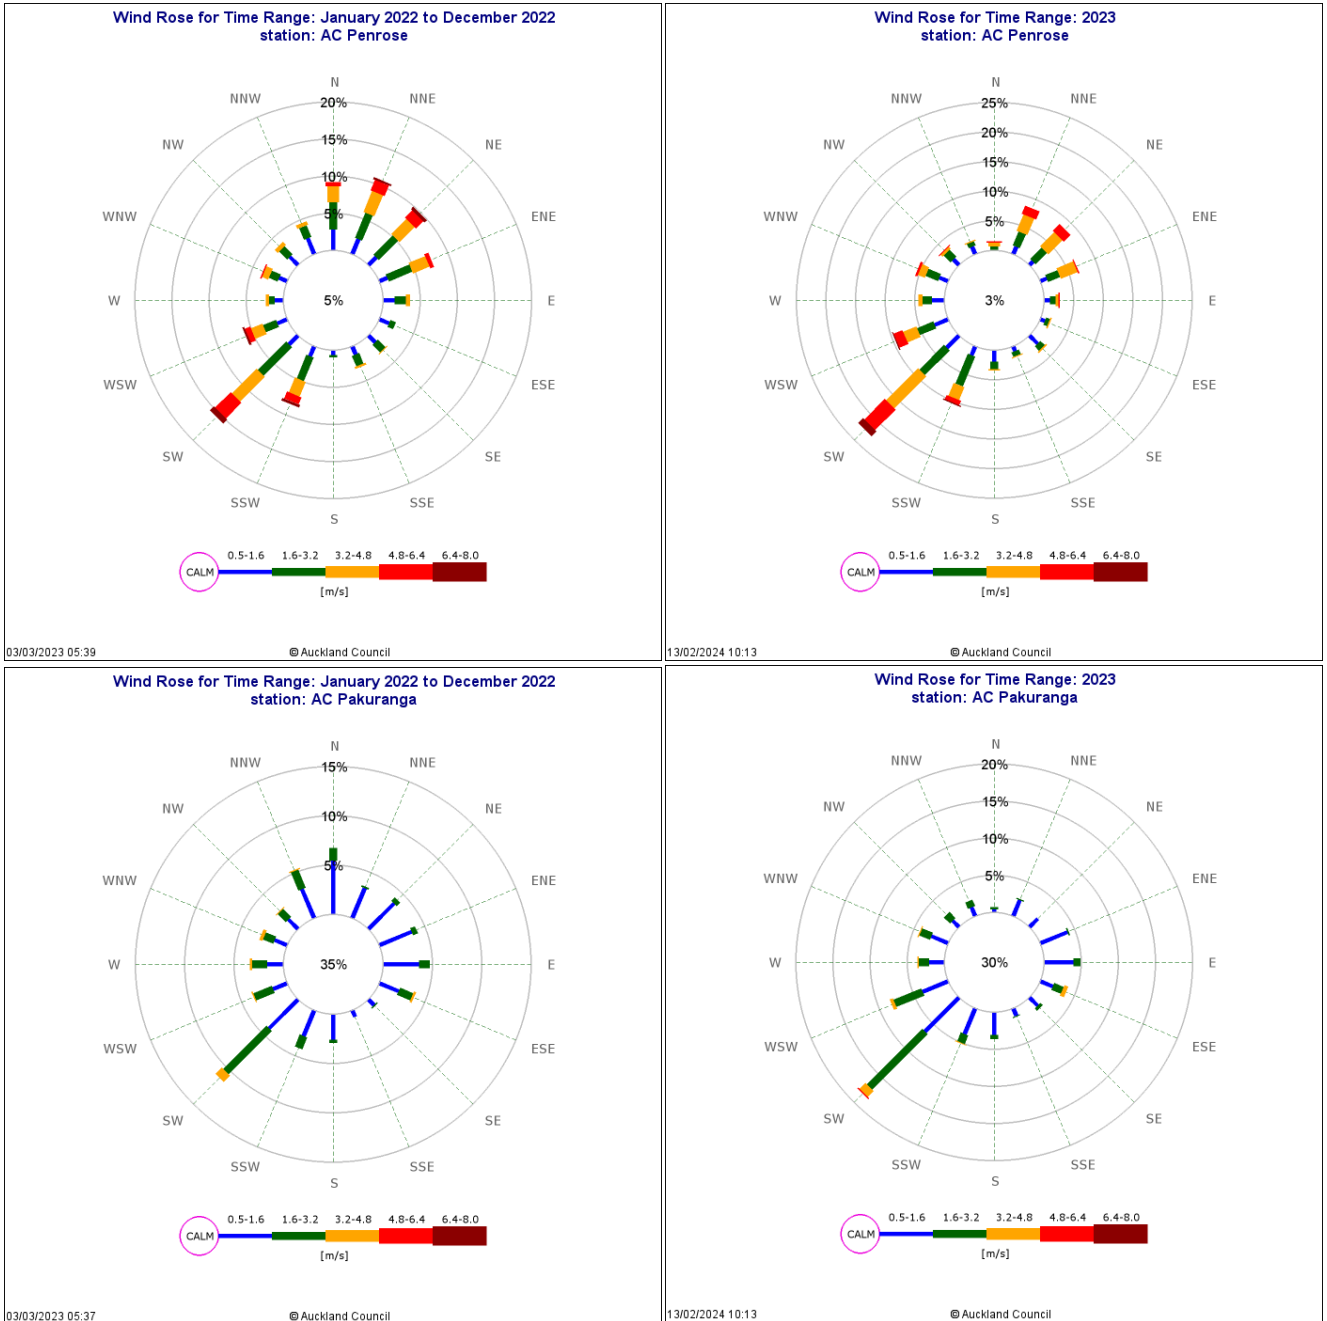 Wind Rose for Time Range: January 2022 to December 2022
station: AC Penrose
N
NNE
NE
ENE
E
ESE
SE
SSE
S
SSW
SW
WSW
W
WNW
NW
NNW
20%
15%
10%
5%
5%
CALM
0.5-1.6
1.6-3.2
3.2-4.8
4.8-6.4
6.4-8.0
[m/s]
03/03/2023 05:39
© Auckland Council
Wind Rose for Time Range: 2023
station: AC Penrose
N
NNE
NE
ENE
E
ESE
SE
SSE
S
SSW
SW
WSW
W
WNW
NW
NNW
25%
20%
15%
10%
5%
3%
CALM
0.5-1.6
1.6-3.2
3.2-4.8
4.8-6.4
6.4-8.0
[m/s]
13/02/2024 10:13
© Auckland Council
Wind Rose for Time Range: January 2022 to December 2022
station: AC Pakuranga
N
NNE
NE
ENE
E
ESE
SE
SSE
S
SSW
SW
WSW
W
WNW
NW
NNW
15%
10%
5%
35%
CALM
0.5-1.6
1.6-3.2
3.2-4.8
4.8-6.4
6.4-8.0
[m/s]
03/03/2023 05:37
© Auckland Council
Wind Rose for Time Range: 2023
station: AC Pakuranga
N
NNE
NE
ENE
E
ESE
SE
SSE
S
SSW
SW
WSW
W
WNW
NW
NNW
20%
15%
10%
5%
30%
CALM
0.5-1.6
1.6-3.2
3.2-4.8
4.8-6.4
6.4-8.0
[m/s]
13/02/2024 10:13
© Auckland Council